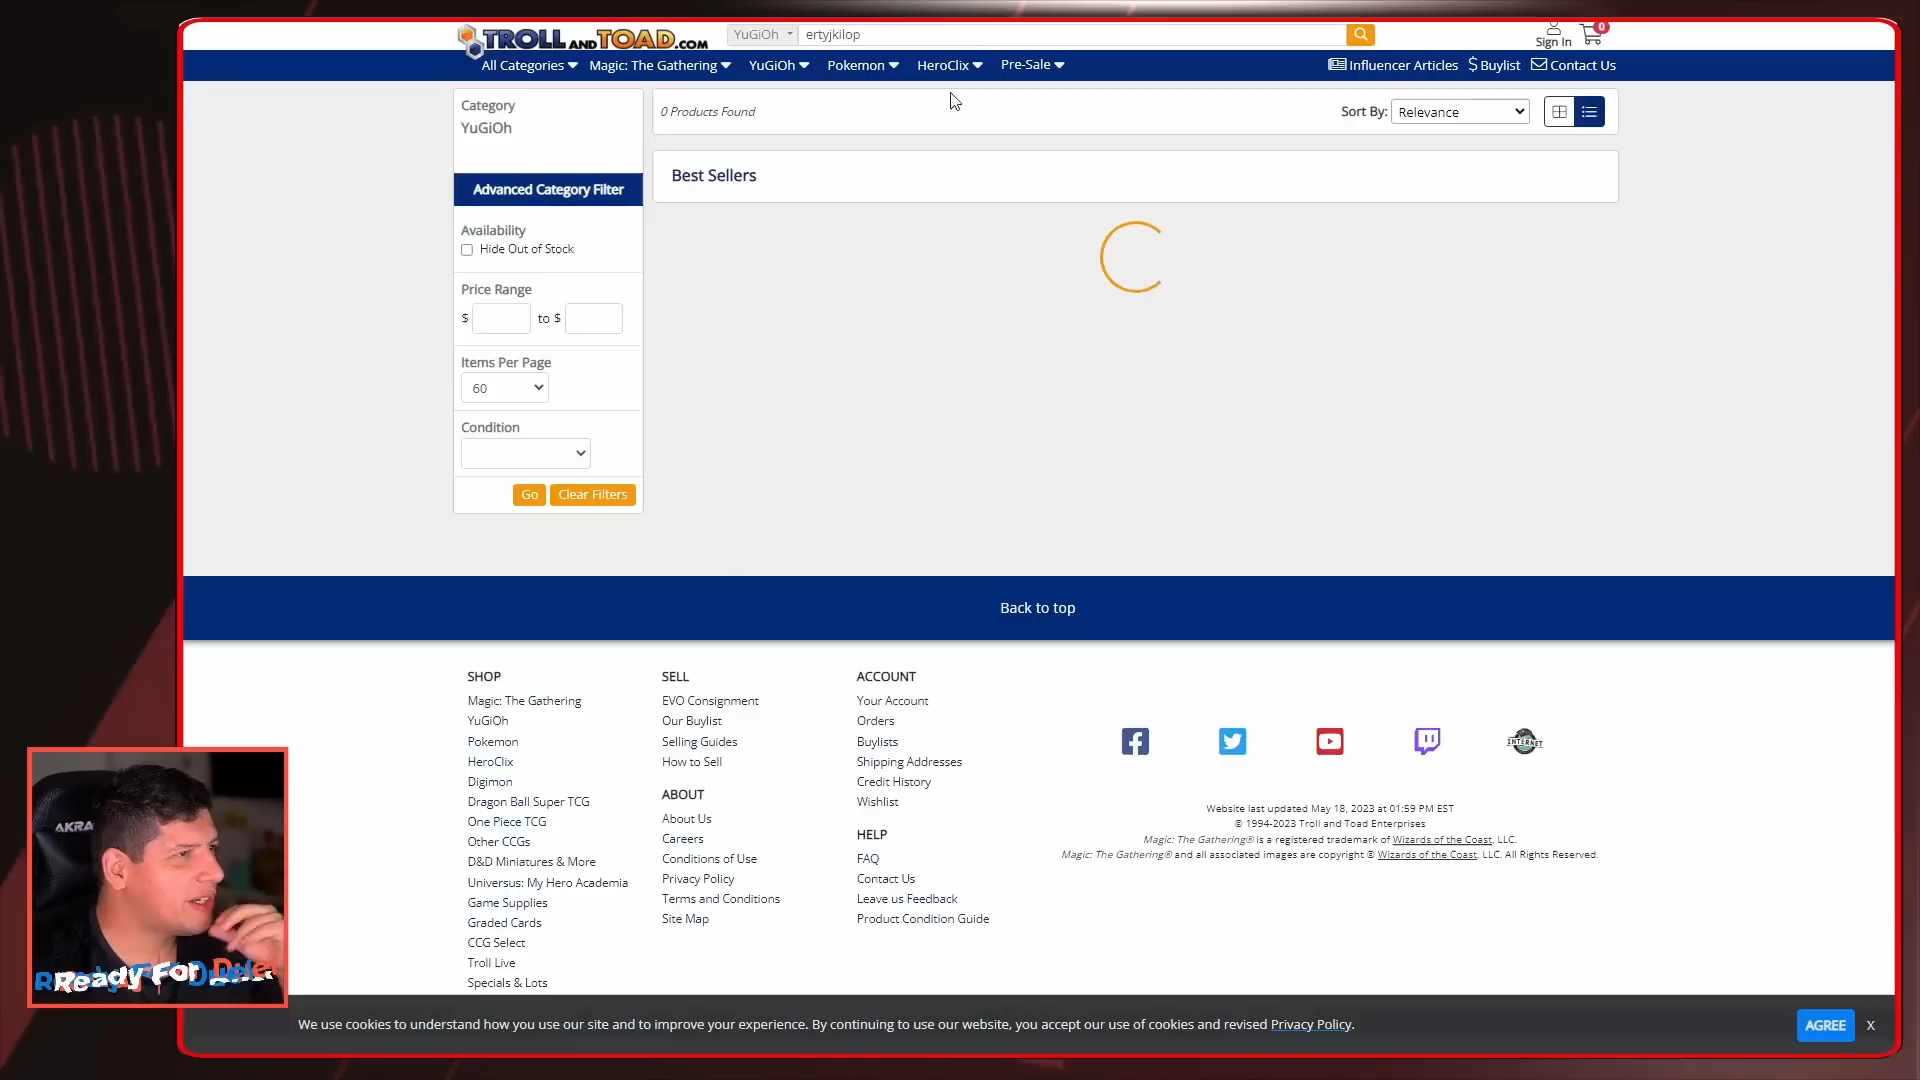 TROLL AND TOAD.COM
YuGiOh
ertyjkilop
Sign In
0
All Categories
Magic: The Gathering
YuGiOh
Pokemon
HeroClix
Pre-Sale
Influencer Articles
$ Buylist
Contact Us
Category
YuGiOh
Advanced Category Filter
Availability
Hide Out of Stock
Price Range
$ to $
Items Per Page
60
Condition
Go
Clear Filters
0 Products Found
Sort By: Relevance
Best Sellers
Back to top
SHOP
Magic: The Gathering
YuGiOh
Pokemon
HeroClix
Digimon
Dragon Ball Super TCG
One Piece TCG
Other CCGs
D&D Miniatures & More
Universus: My Hero Academia
Game Supplies
Graded Cards
CCG Select
Troll Live
Specials & Lots
SELL
EVO Consignment
Our Buylist
Selling Guides
How to Sell
ABOUT
About Us
Careers
Conditions of Use
Privacy Policy
Terms and Conditions
Site Map
ACCOUNT
Your Account
Orders
Buylists
Shipping Addresses
Credit History
Wishlist
HELP
FAQ
Contact Us
Leave us Feedback
Product Condition Guide
INTERNET
Website last updated May 18, 2023 at 01:59 PM EST
© 1994-2023 Troll and Toad Enterprises
Magic: The Gathering® is a registered trademark of Wizards of the Coast, LLC.
Magic: The Gathering® and all associated images are copyright © Wizards of the Coast, LLC. All Rights Reserved.
AKRA
Ready For Duel
We use cookies to understand how you use our site and to improve your experience. By continuing to use our website, you accept our use of cookies and revised Privacy Policy.
AGREE
X